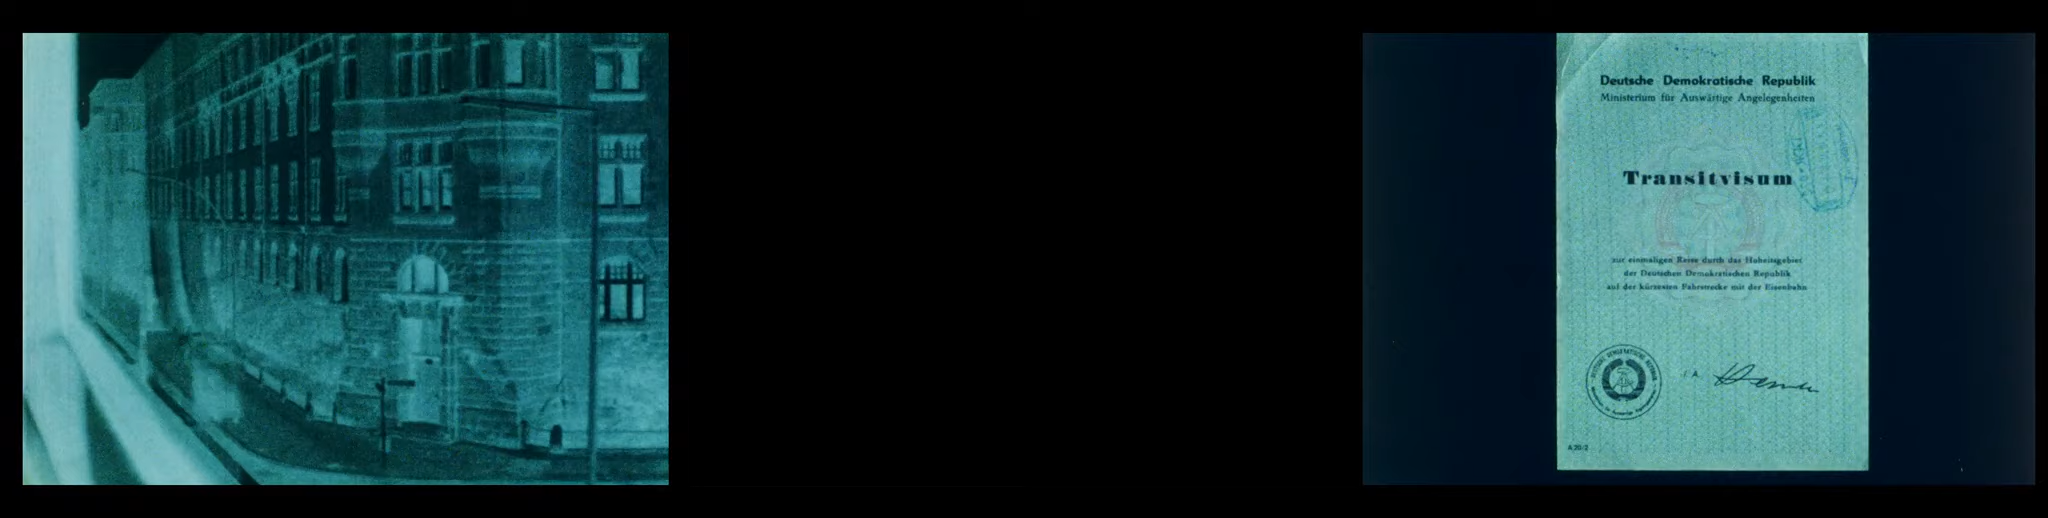 Deutsche Demokratische Republik
Ministerium für Auswärtige Angelegenheiten
Transitvisum
zur einmaligen Reise durch das Hoheitsgebiet
der Deutschen Demokratischen Republik
auf der kürzesten Fahrstrecke mit der Eisenbahn
I. A.
A 20/2